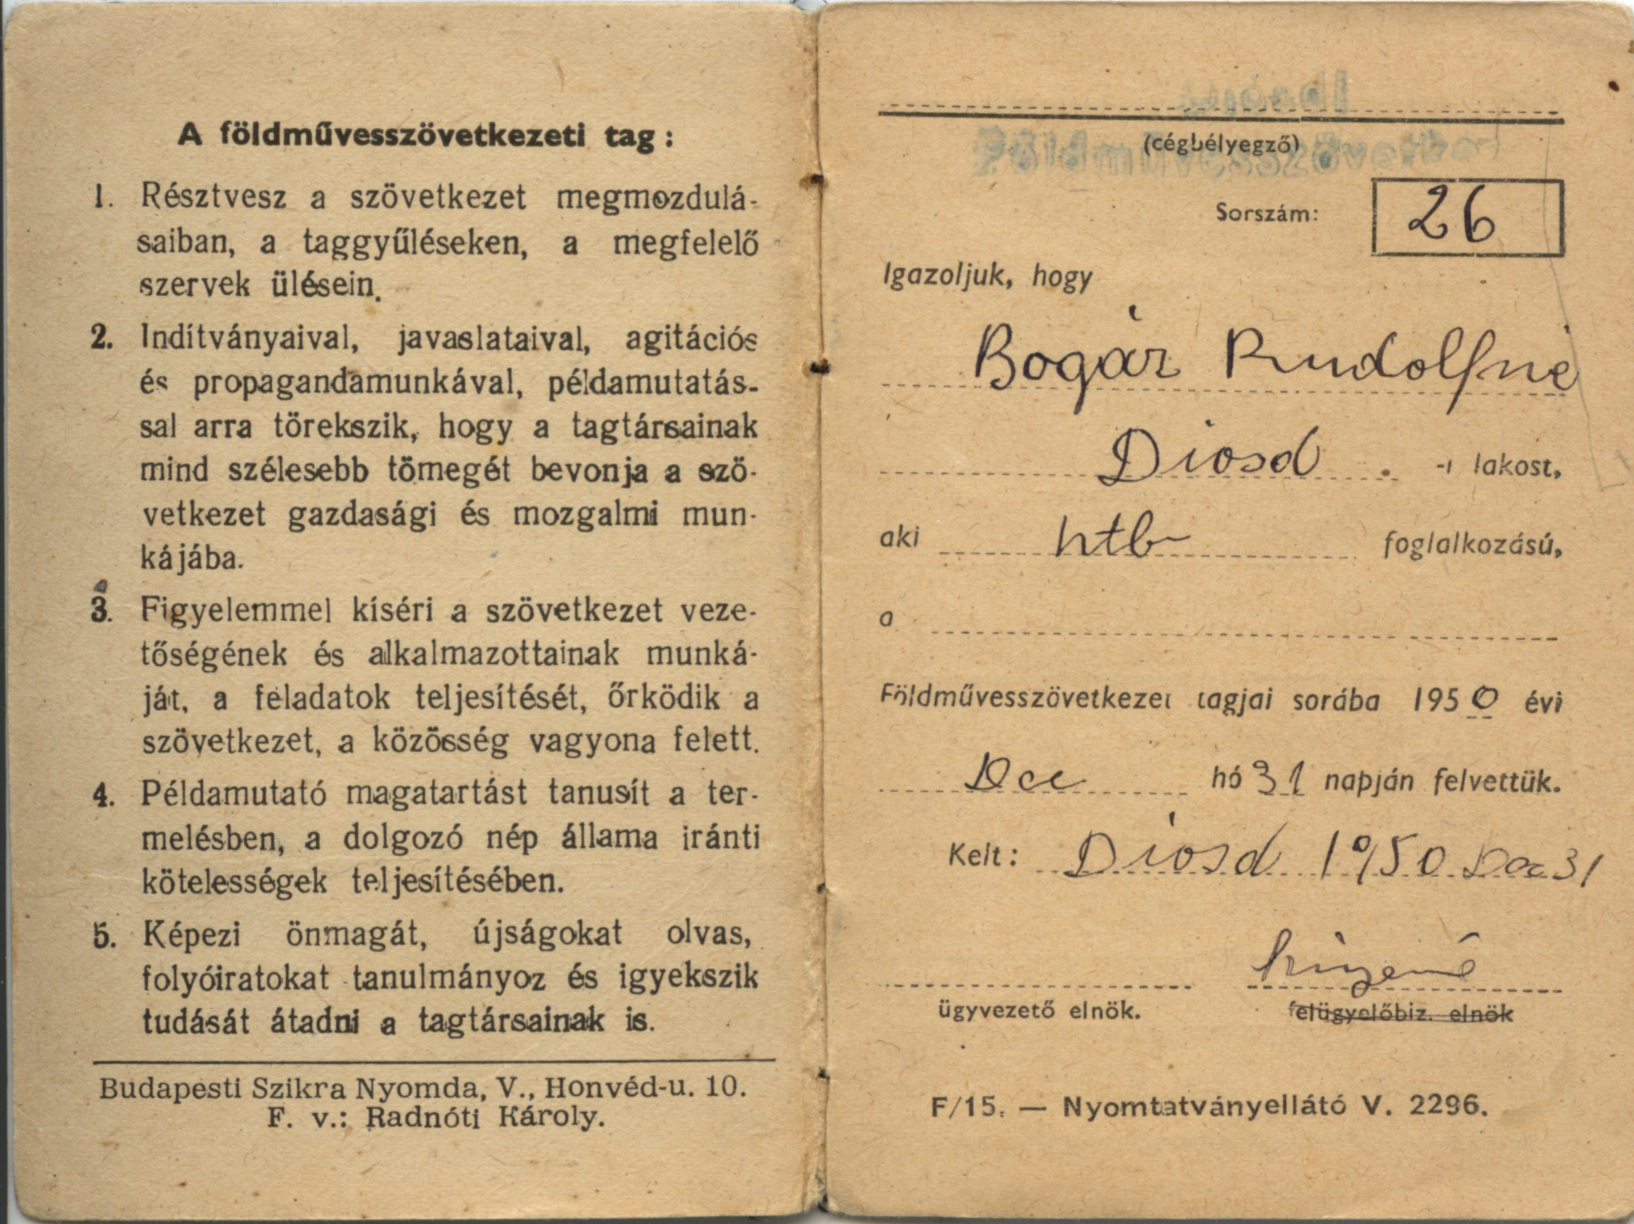 A földművesszövetkezeti tag:
1. Résztvesz a szövetkezet megmozdulá-
saiban, a taggyűléseken, a megfelelő
szervek ülésein.
2. Indítványaival, javaslataival, agitációs
és propagandamunkával, példamutatás-
sal arra törekszik, hogy a tagtársainak
mind szélesebb tömegét bevonja a szö-
vetkezet gazdasági és mozgalmi mun-
kájába.
3. Figyelemmel kíséri a szövetkezet veze-
tőségének és alkalmazottainak munká-
ját, a feladatok teljesítését, őrködik a
szövetkezet, a közösség vagyona felett.
4. Példamutató magatartást tanusít a ter-
melésben, a dolgozó nép állama iránti
kötelességek teljesítésében.
5. Képezi önmagát, újságokat olvas,
folyóiratokat tanulmányoz és igyekszik
tudását átadni a tagtársainak is.
Budapesti Szikra Nyomda, V., Honvéd-u. 10.
F. v.: Radnóti Károly.
Földművesszövetkezet
(cégbélyegző)
Sorszám: 26
Igazoljuk, hogy
Bogár Rudolfné
Diosd -i lakost,
aki htb foglalkozású,
a
Földművesszövetkezet tagjai sorába 1950 évi
Dec hó 31 napján felvettük.
Kelt: Diósd 1950 Dec 31
ügyvezető elnök. felügyelőbiz. elnök
F/15. — Nyomtatványellátó V. 2296.